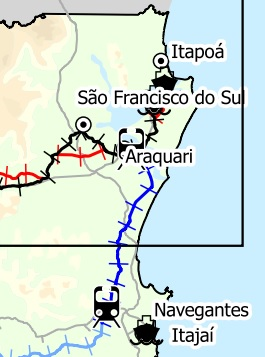 Itapoá
São Francisco do Sul
Araquari
Navegantes
Itajaí